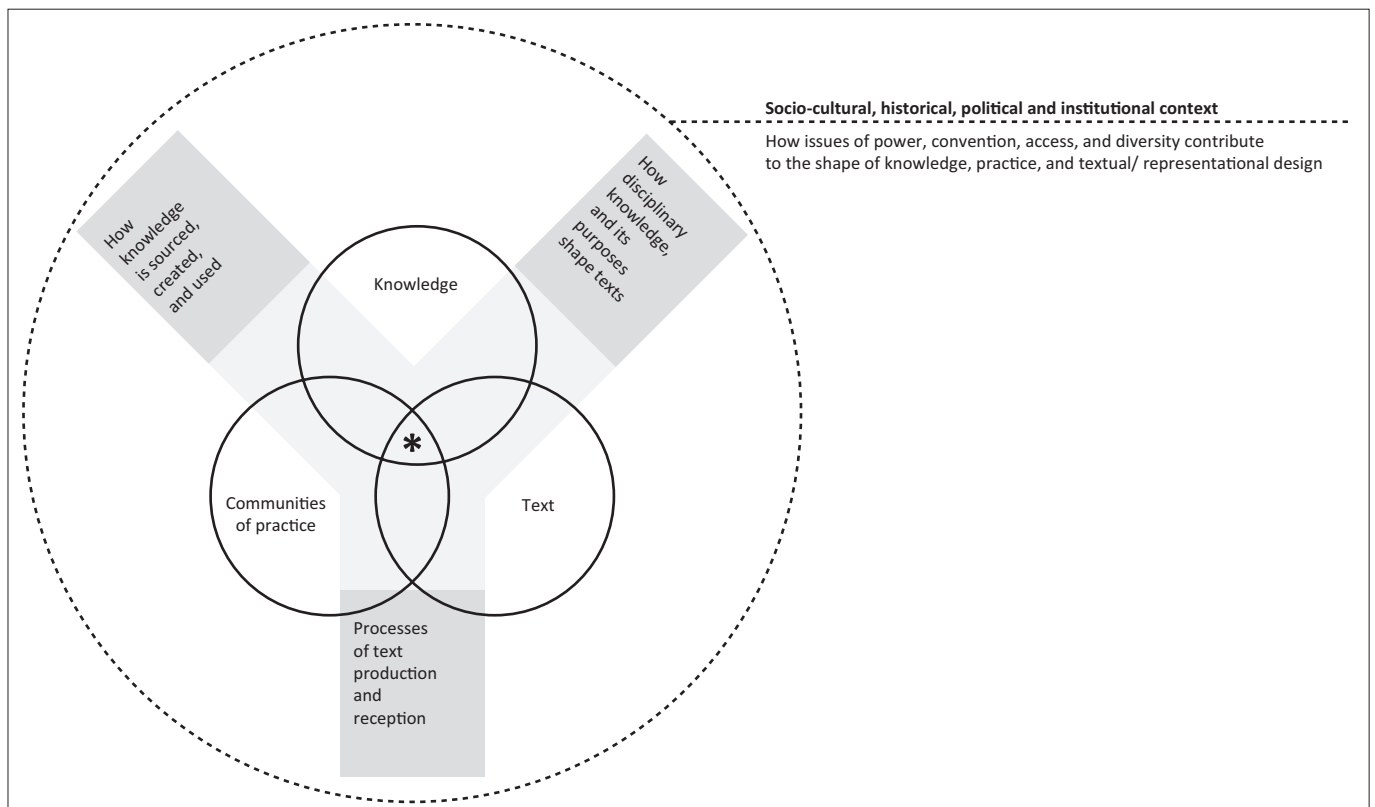 Socio-cultural, historical, political and institutional context
How issues of power, convention, access, and diversity contribute
to the shape of knowledge, practice, and textual/ representational design
How
knowledge
is sourced,
created,
and used
How
disciplinary
knowledge,
and its
purposes
shape texts
Knowledge
*
Communities
of practice
Text
Processes
of text
production
and
reception